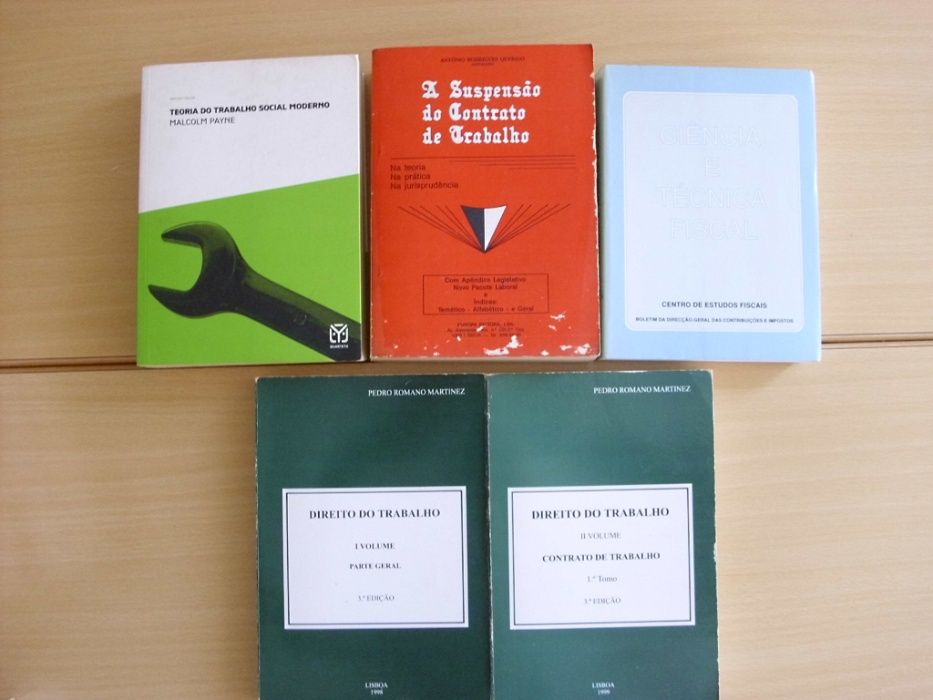 TEORIA DO TRABALHO SOCIAL MODERNO
MALCOLM PAYNE
QUARTETO
ANTÓNIO RODRIGUES
A Suspensão
do Contrato
de Trabalho
Na teoria
Na prática
Na jurisprudência
Com Apêndice Legislativo
Novo Pacote Laboral
e
Índices:
Temático - Alfabético - e Geral
CIÊNCIA
E
TÉCNICA
FISCAL
CENTRO DE ESTUDOS FISCAIS
BOLETIM DA DIRECÇÃO-GERAL DAS CONTRIBUIÇÕES E IMPOSTOS
PEDRO ROMANO MARTINEZ
DIREITO DO TRABALHO
I VOLUME
PARTE GERAL
3.ª EDIÇÃO
LISBOA
1998
PEDRO ROMANO MARTINEZ
DIREITO DO TRABALHO
II VOLUME
CONTRATO DE TRABALHO
1.º Tomo
3.ª EDIÇÃO
LISBOA
1999